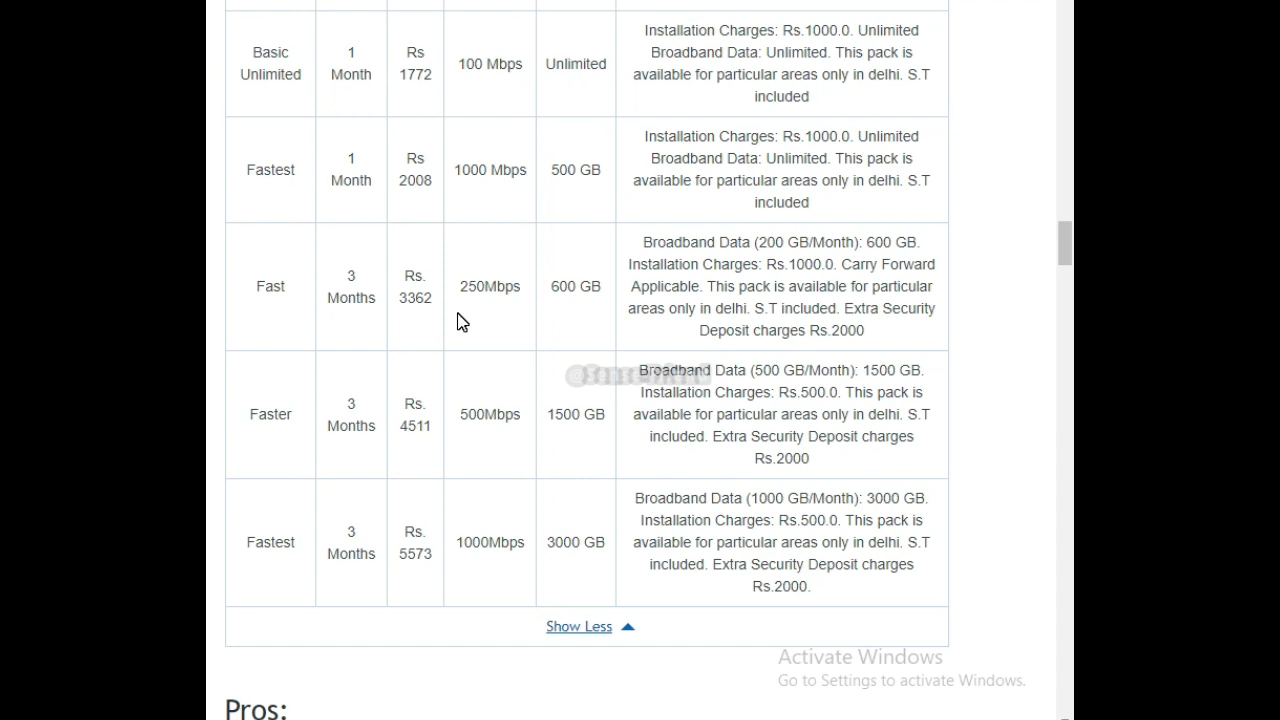 Basic
Unlimited
1
Month
Rs
1772
100 Mbps
Unlimited
Installation Charges: Rs.1000.0. Unlimited
Broadband Data: Unlimited. This pack is
available for particular areas only in delhi. S.T
included
Fastest
1
Month
Rs
2008
1000 Mbps
500 GB
Installation Charges: Rs.1000.0. Unlimited
Broadband Data: Unlimited. This pack is
available for particular areas only in delhi. S.T
included
Fast
3
Months
Rs.
3362
250Mbps
600 GB
Broadband Data (200 GB/Month): 600 GB.
Installation Charges: Rs.1000.0. Carry Forward
Applicable. This pack is available for particular
areas only in delhi. S.T included. Extra Security
Deposit charges Rs.2000
Faster
3
Months
Rs.
4511
500Mbps
1500 GB
Broadband Data (500 GB/Month): 1500 GB.
Installation Charges: Rs.500.0. This pack is
available for particular areas only in delhi. S.T
included. Extra Security Deposit charges
Rs.2000
Fastest
3
Months
Rs.
5573
1000Mbps
3000 GB
Broadband Data (1000 GB/Month): 3000 GB.
Installation Charges: Rs.500.0. This pack is
available for particular areas only in delhi. S.T
included. Extra Security Deposit charges
Rs.2000.
Show Less
Activate Windows
Go to Settings to activate Windows.
Pros: